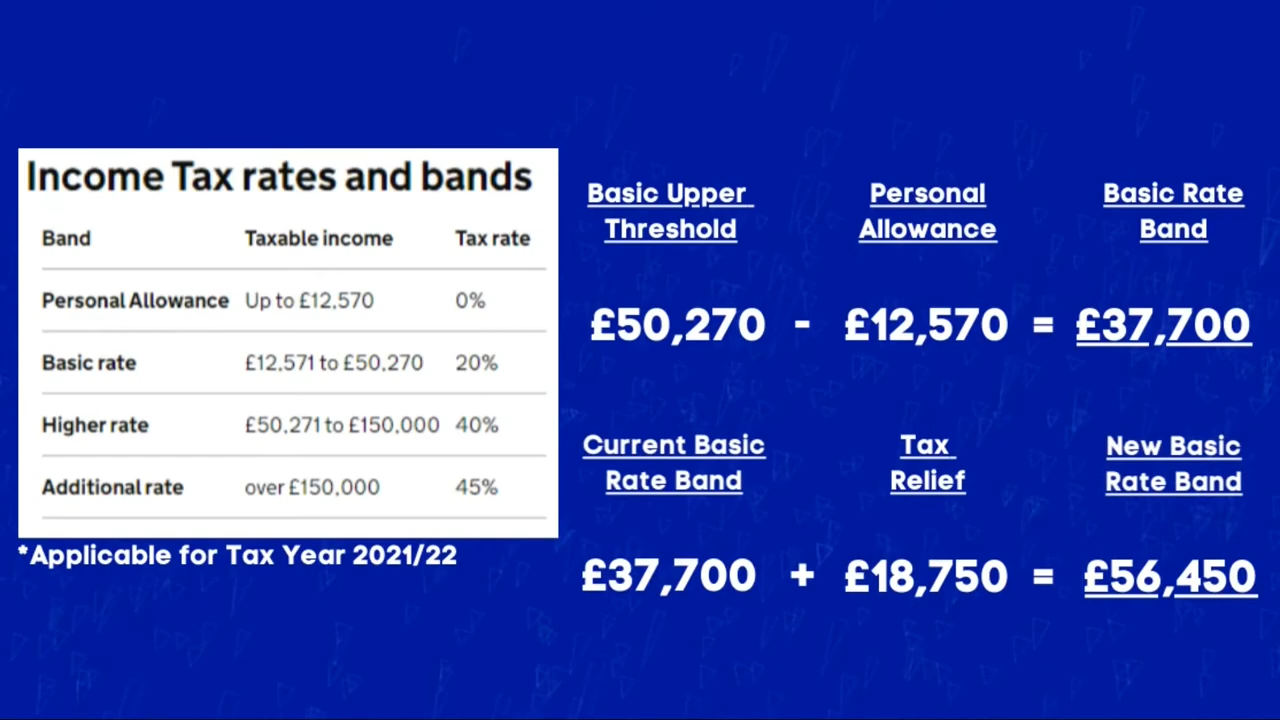 Income Tax rates and bands
Band Taxable income Tax rate
Personal Allowance Up to £12,570 0%
Basic rate £12,571 to £50,270 20%
Higher rate £50,271 to £150,000 40%
Additional rate over £150,000 45%
*Applicable for Tax Year 2021/22
Basic Upper Personal Basic Rate
Threshold Allowance Band
£50,270 - £12,570 = £37,700
Current Basic Tax New Basic
Rate Band Relief Rate Band
£37,700 + £18,750 = £56,450